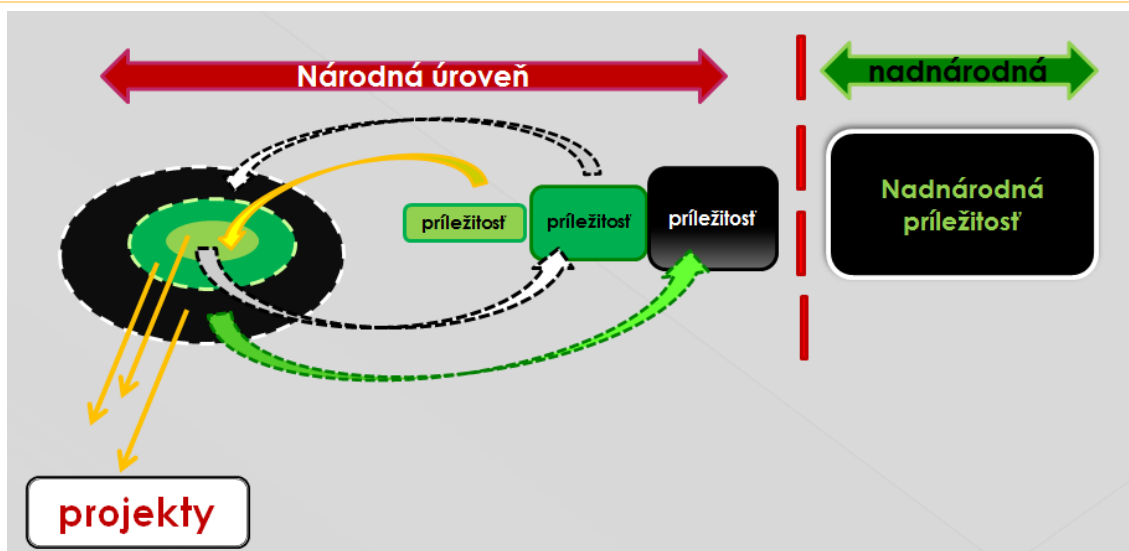 Národná úroveň
nadnárodná
príležitosť
príležitosť
príležitosť
Nadnárodná
príležitosť
projekty